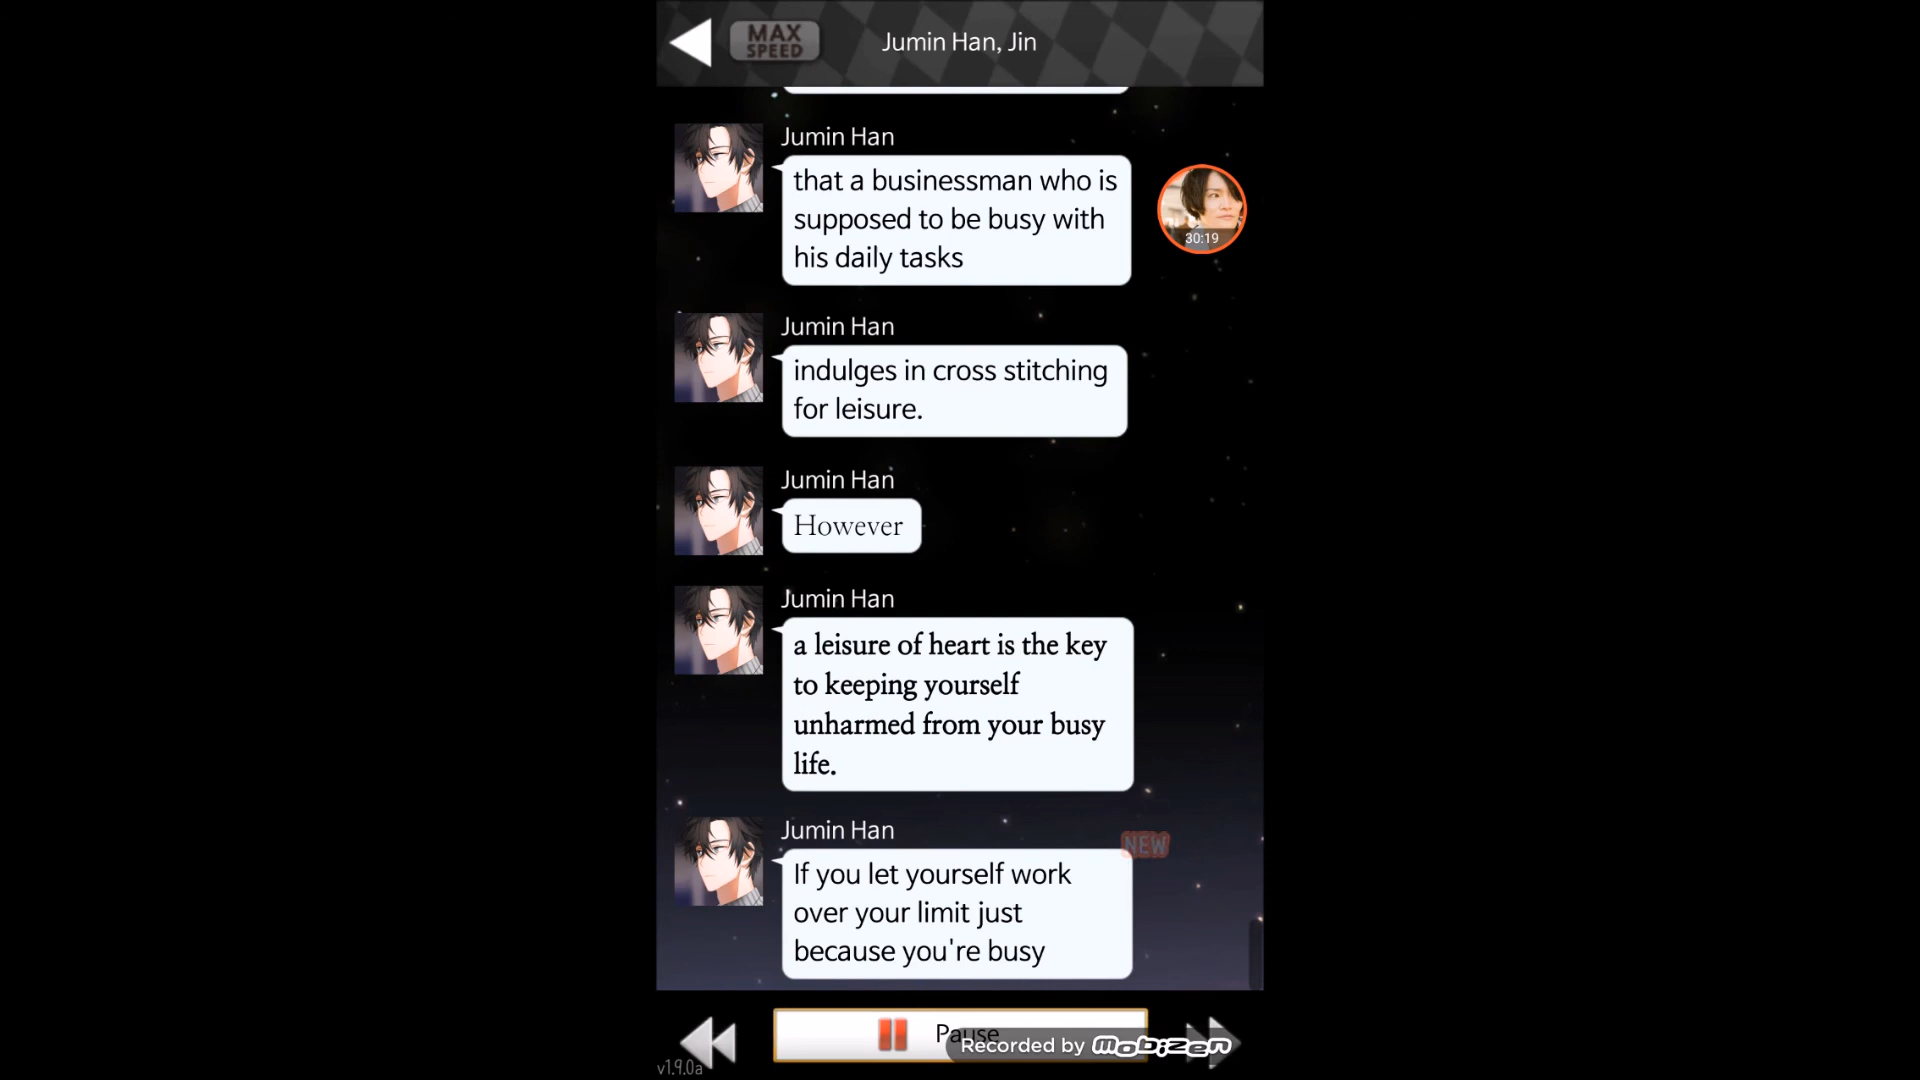 MAX
SPEED
Jumin Han, Jin
Jumin Han
that a businessman who is
supposed to be busy with
his daily tasks
30:19
Jumin Han
indulges in cross stitching
for leisure.
Jumin Han
However
Jumin Han
a leisure of heart is the key
to keeping yourself
unharmed from your busy
life.
Jumin Han
NEW
If you let yourself work
over your limit just
because you're busy
Pause
Recorded by Mobizen
v1.9.0a